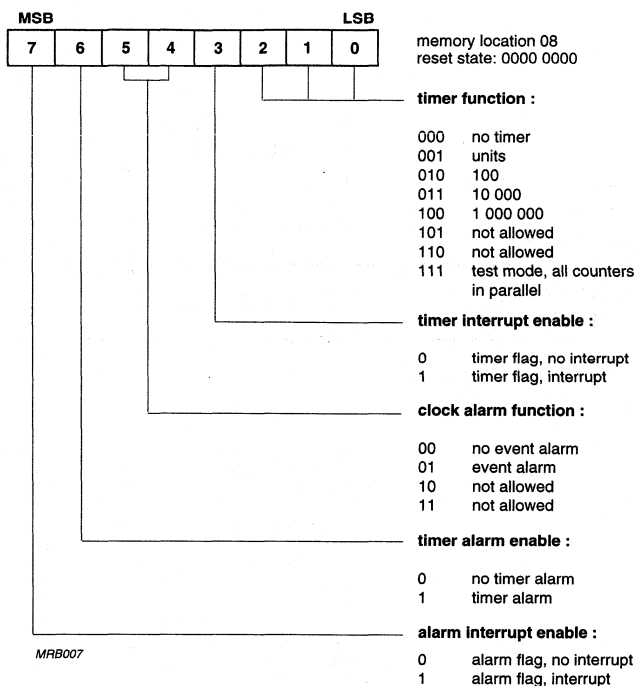 MSB LSB
7 6 5 4 3 2 1 0
memory location 08
reset state: 0000 0000
timer function :
000 no timer
001 units
010 100
011 10 000
100 1 000 000
101 not allowed
110 not allowed
111 test mode, all counters
in parallel
timer interrupt enable :
0 timer flag, no interrupt
1 timer flag, interrupt
clock alarm function :
00 no event alarm
01 event alarm
10 not allowed
11 not allowed
timer alarm enable :
0 no timer alarm
1 timer alarm
alarm interrupt enable :
MRB007
0 alarm flag, no interrupt
1 alarm flag, interrupt